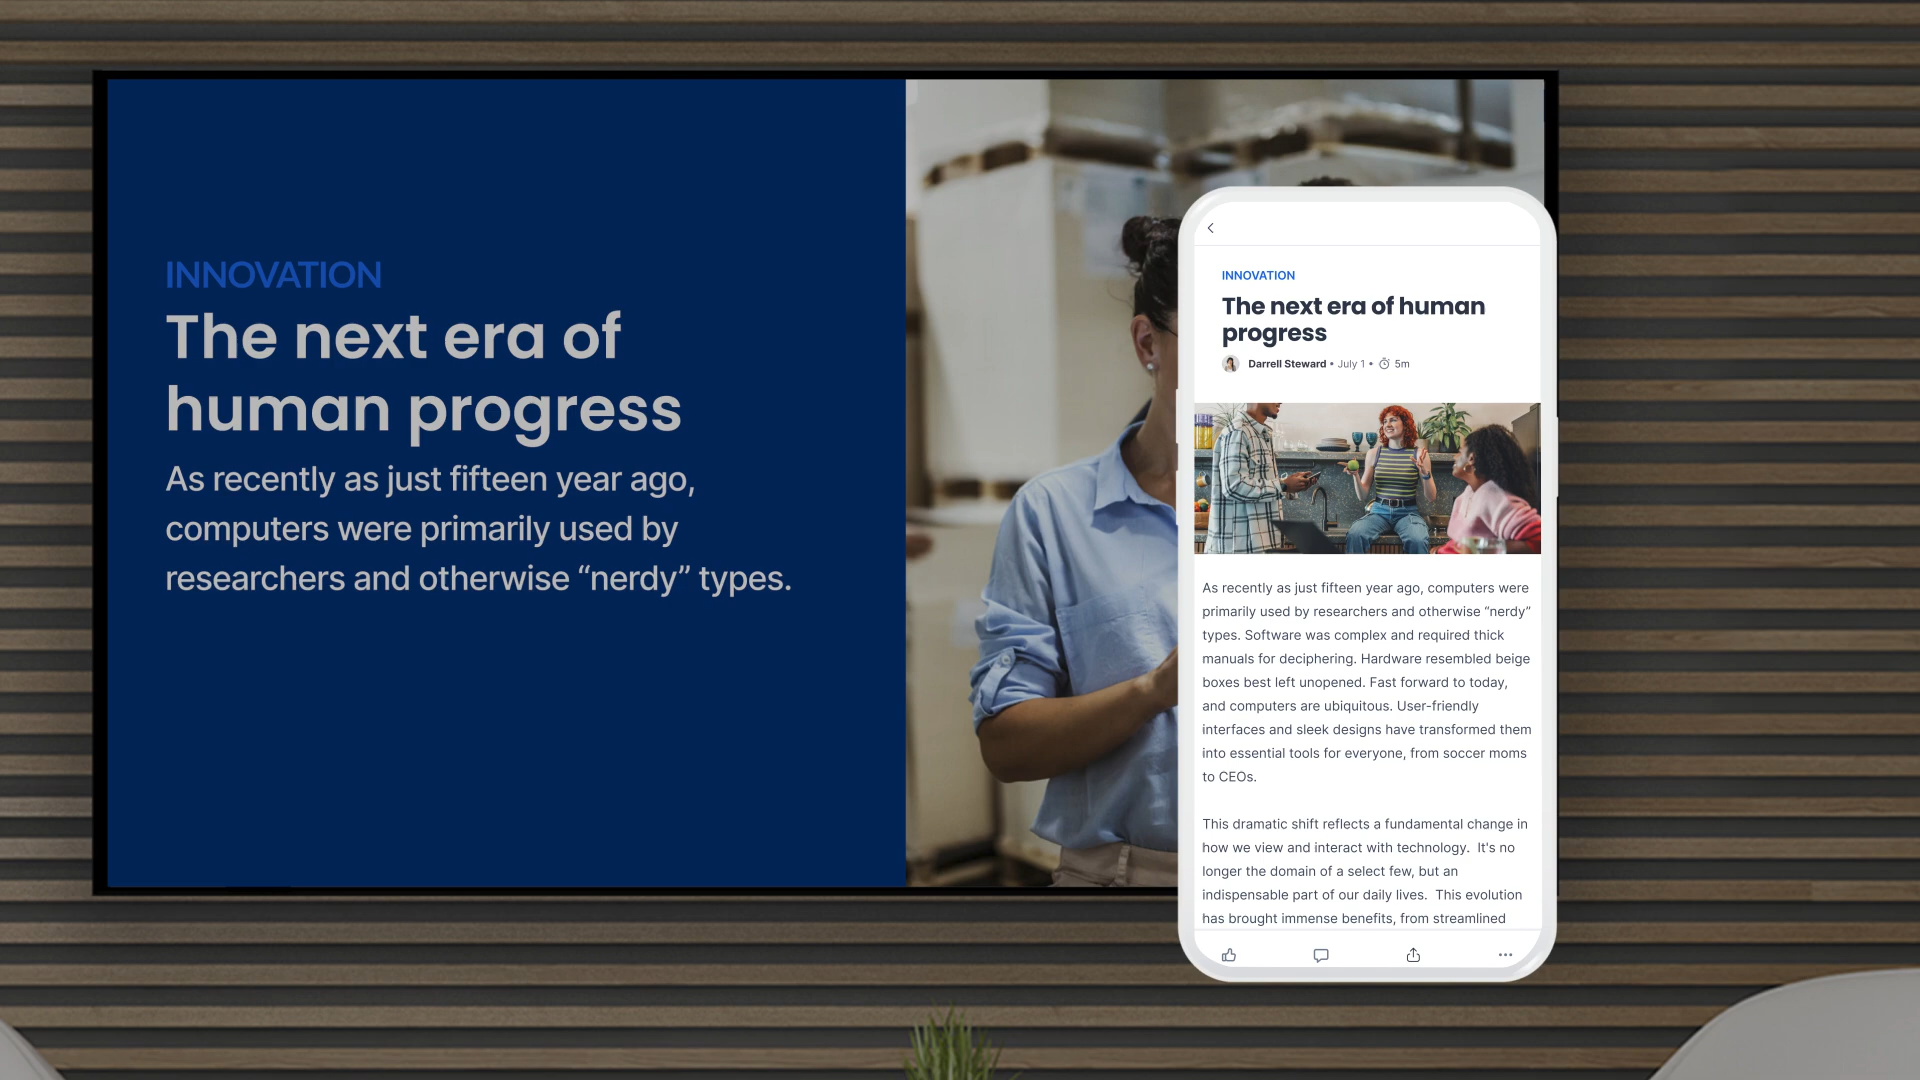 INNOVATION
The next era of
human progress
As recently as just fifteen year ago,
computers were primarily used by
researchers and otherwise “nerdy” types.
INNOVATION
The next era of human
progress
Darrell Steward • July 1 • 5m
As recently as just fifteen year ago, computers were
primarily used by researchers and otherwise “nerdy”
types. Software was complex and required thick
manuals for deciphering. Hardware resembled beige
boxes best left unopened. Fast forward to today,
and computers are ubiquitous. User-friendly
interfaces and sleek designs have transformed them
into essential tools for everyone, from soccer moms
to CEOs.
This dramatic shift reflects a fundamental change in
how we view and interact with technology.  It's no
longer the domain of a select few, but an
indispensable part of our daily lives.  This evolution
has brought immense benefits, from streamlined